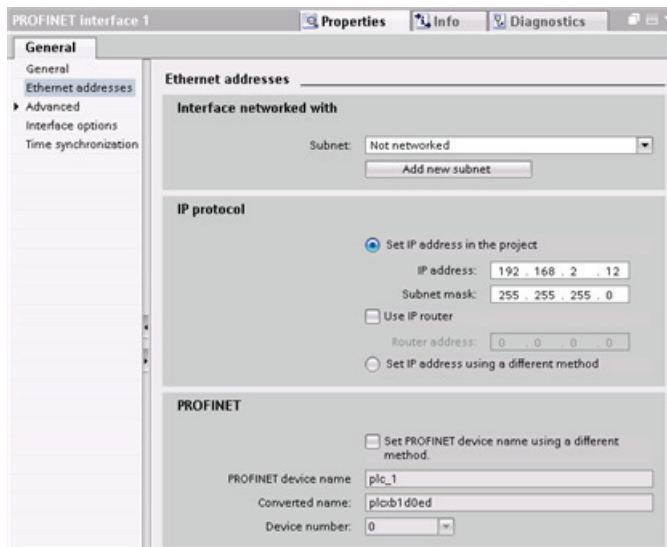 PROFINET interface 1
Properties
Info
Diagnostics
General
General
Ethernet addresses
Advanced
Interface options
Time synchronization
Ethernet addresses
Interface networked with
Subnet: Not networked
Add new subnet
IP protocol
Set IP address in the project
IP address: 192 . 168 . 2 . 12
Subnet mask: 255 . 255 . 255 . 0
Use IP router
Router address: 0 . 0 . 0 . 0
Set IP address using a different method
PROFINET
Set PROFINET device name using a different
method.
PROFINET device name plc_1
Converted name: plcxb1d0ed
Device number: 0